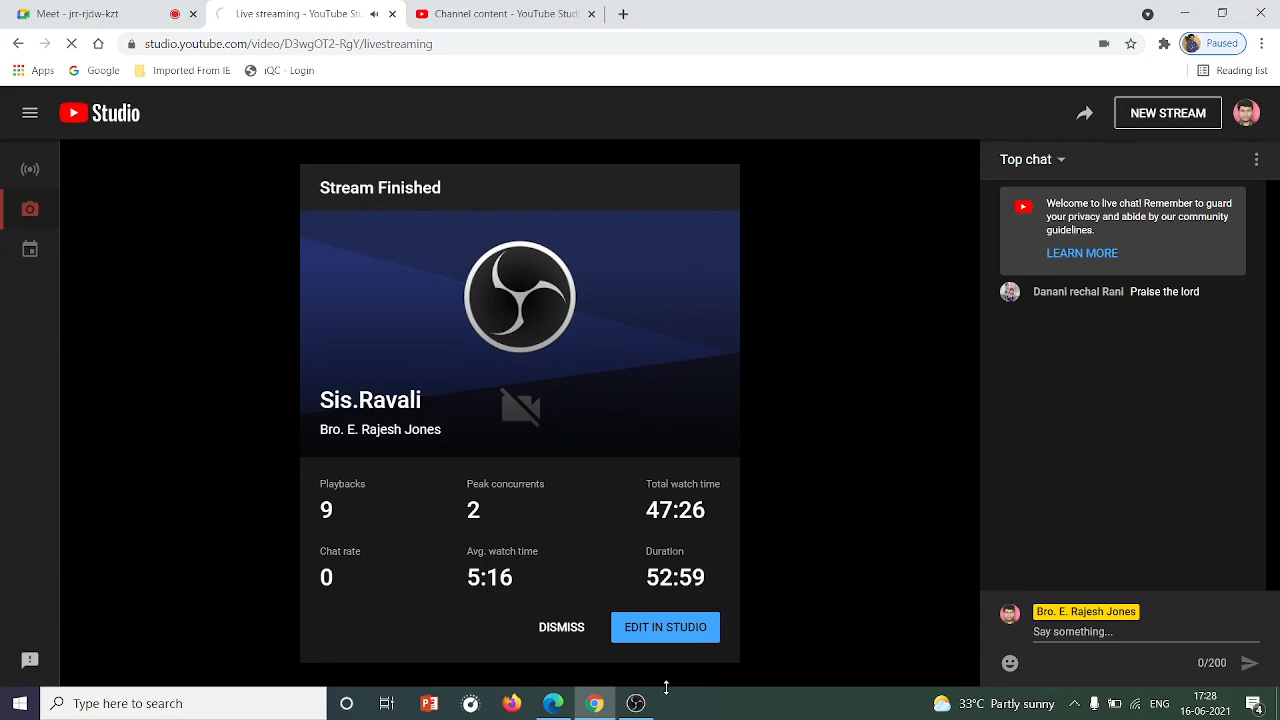 Meet - jrr-rjdw-kzt
Live streaming - YouTube St
Channel content - YouTube Studi
studio.youtube.com/video/D3wgOT2-RgY/livestreaming
Paused
Apps
Google
Imported From IE
iQC - Login
Reading list
Studio
NEW STREAM
Stream Finished
Sis.Ravali
Bro. E. Rajesh Jones
Playbacks
Peak concurrents
Total watch time
9
2
47:26
Chat rate
Avg. watch time
Duration
0
5:16
52:59
DISMISS
EDIT IN STUDIO
Top chat
Welcome to live chat! Remember to guard
your privacy and abide by our community
guidelines.
LEARN MORE
Danani rechal Rani Praise the lord
Bro. E. Rajesh Jones
Say something...
0/200
Type here to search
33°C Partly sunny
ENG
17:28
16-06-2021
4